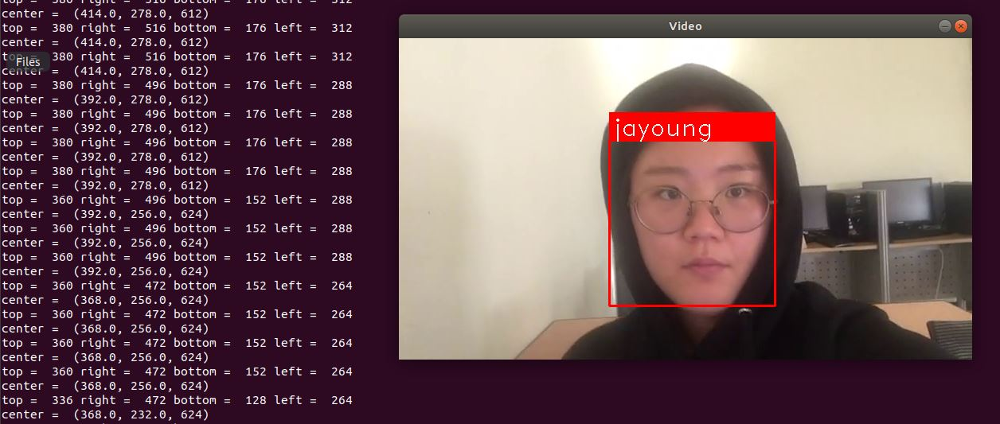 top =  380 right =  516 bottom =  176 left =  312
center =  (414.0, 278.0, 612)
top =  380 right =  516 bottom =  176 left =  312
center =  (414.0, 278.0, 612)
top =  380 right =  516 bottom =  176 left =  312
Files
center =  (414.0, 278.0, 612)
top =  380 right =  496 bottom =  176 left =  288
center =  (392.0, 278.0, 612)
top =  380 right =  496 bottom =  176 left =  288
center =  (392.0, 278.0, 612)
top =  380 right =  496 bottom =  176 left =  288
center =  (392.0, 278.0, 612)
top =  380 right =  496 bottom =  176 left =  288
center =  (392.0, 278.0, 612)
top =  360 right =  496 bottom =  152 left =  288
center =  (392.0, 256.0, 624)
top =  360 right =  496 bottom =  152 left =  288
center =  (392.0, 256.0, 624)
top =  360 right =  496 bottom =  152 left =  288
center =  (392.0, 256.0, 624)
top =  360 right =  472 bottom =  152 left =  264
center =  (368.0, 256.0, 624)
top =  360 right =  472 bottom =  152 left =  264
center =  (368.0, 256.0, 624)
top =  360 right =  472 bottom =  152 left =  264
center =  (368.0, 256.0, 624)
top =  360 right =  472 bottom =  152 left =  264
center =  (368.0, 256.0, 624)
top =  336 right =  472 bottom =  128 left =  264
center =  (368.0, 232.0, 624)
Video
jayoung